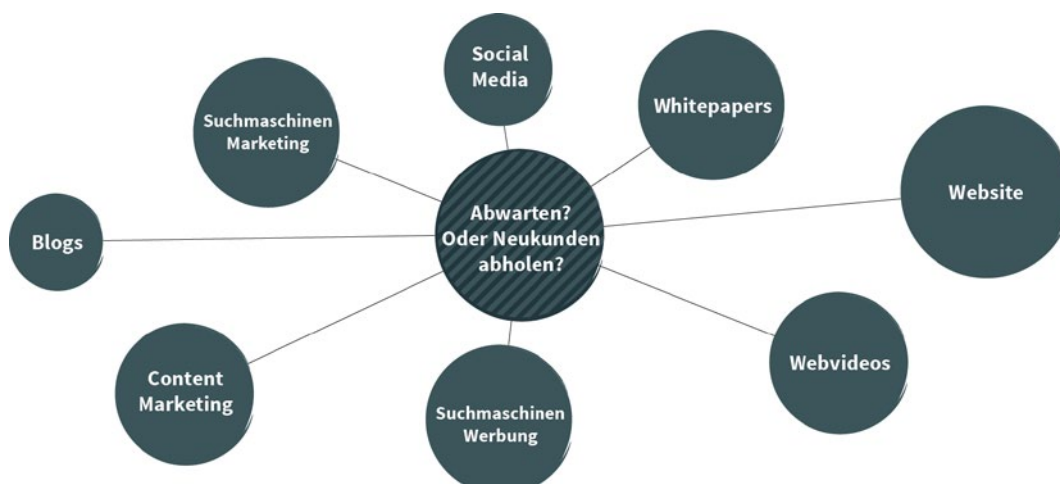 Social
Media
Suchmaschinen
Marketing
Whitepapers
Website
Blogs
Abwarten?
Oder Neukunden
abholen?
Content
Marketing
Suchmaschinen
Werbung
Webvideos